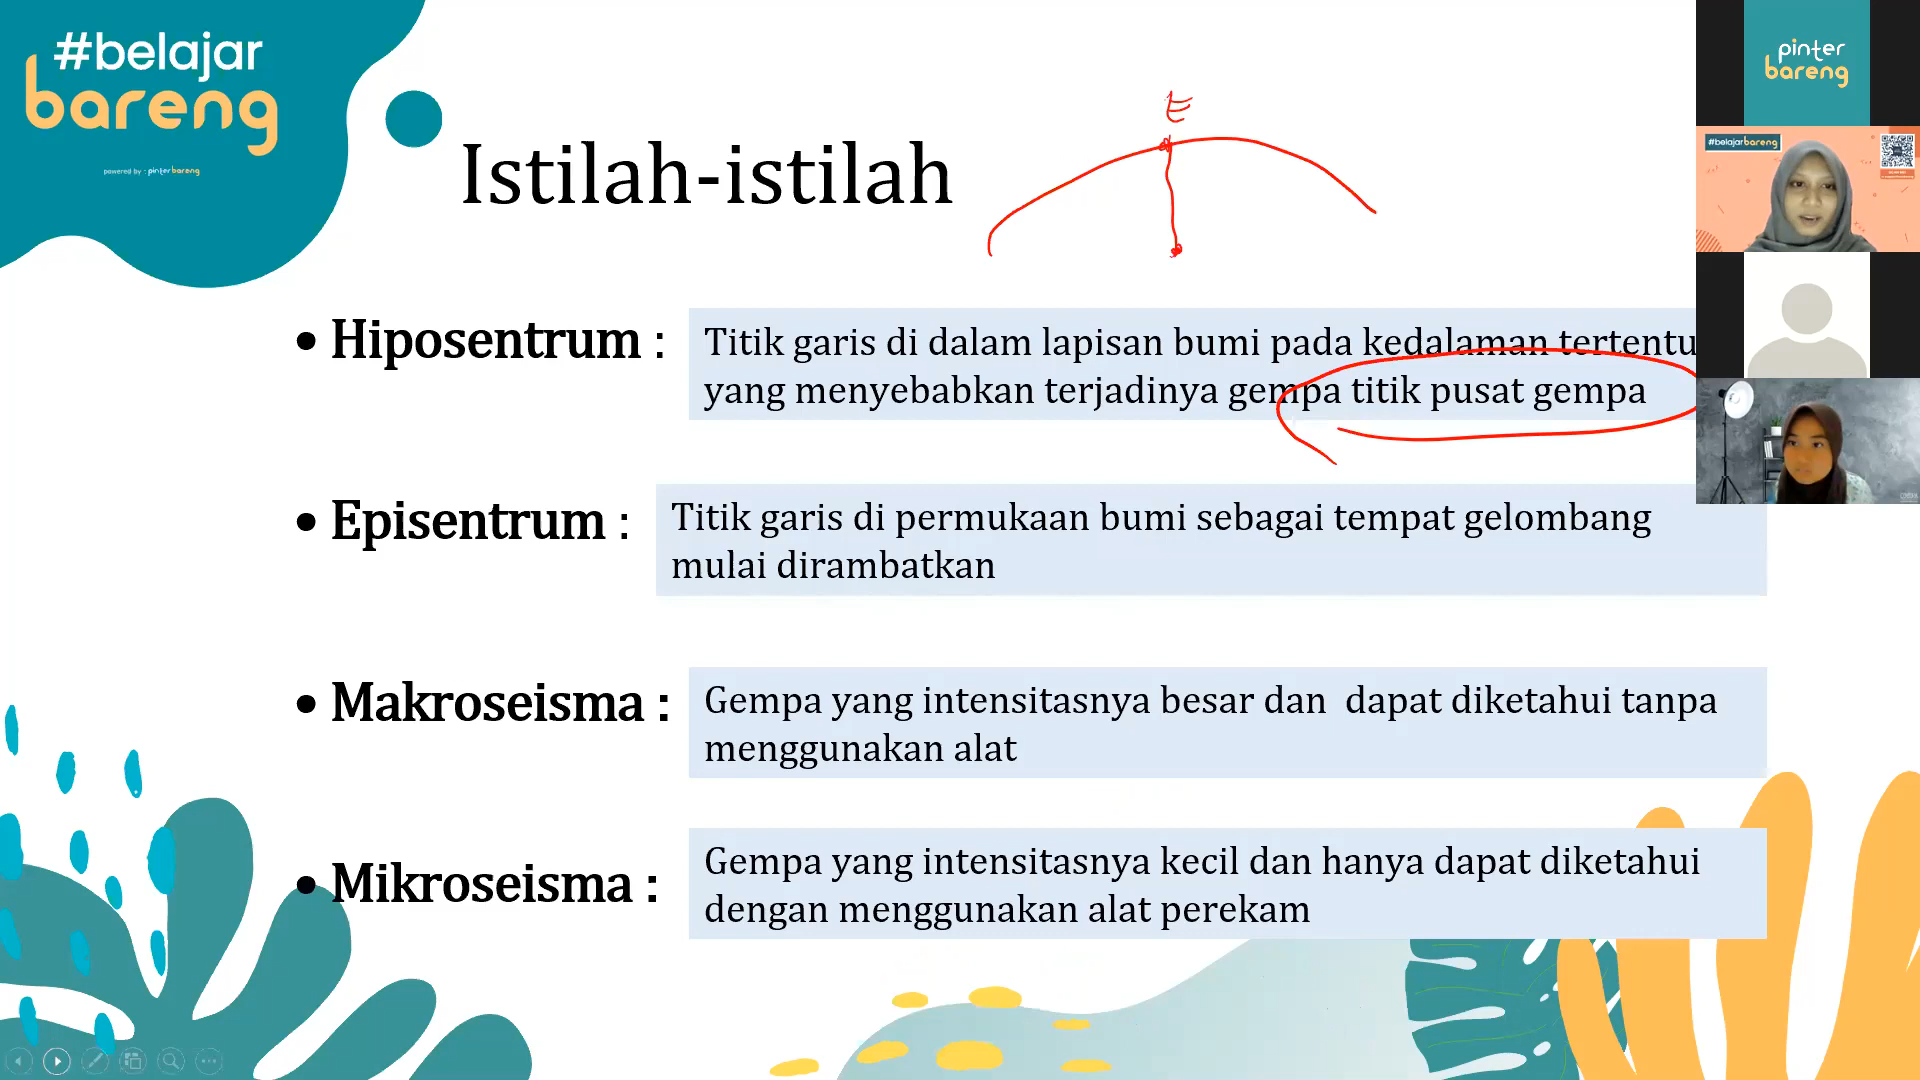 #belajar
bareng
powered by : pinterbareng
Istilah-istilah
E
• Hiposentrum :
Titik garis di dalam lapisan bumi pada kedalaman tertentu
yang menyebabkan terjadinya gempa titik pusat gempa
• Episentrum :
Titik garis di permukaan bumi sebagai tempat gelombang
mulai dirambatkan
• Makroseisma :
Gempa yang intensitasnya besar dan dapat diketahui tanpa
menggunakan alat
• Mikroseisma :
Gempa yang intensitasnya kecil dan hanya dapat diketahui
dengan menggunakan alat perekam
pinter
bareng
#belajarbareng